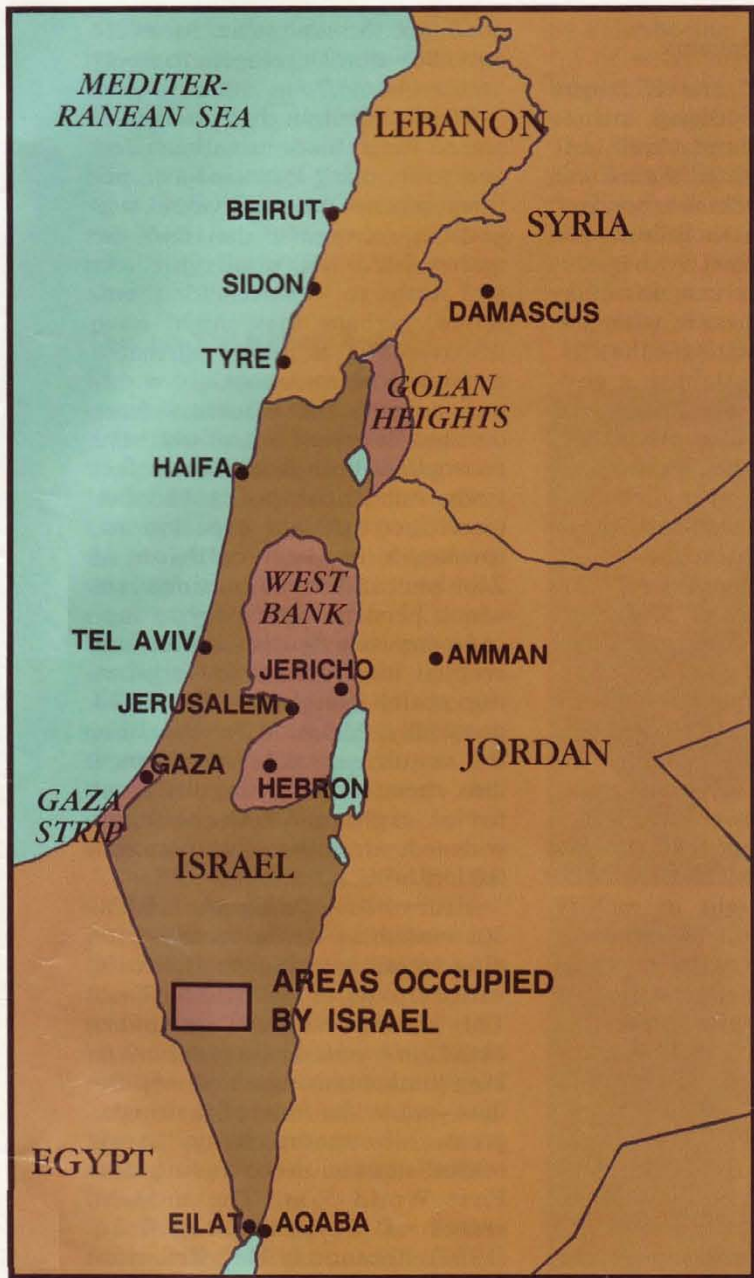 MEDITER-
RANEAN SEA
LEBANON
BEIRUT
SYRIA
SIDON
DAMASCUS
TYRE
GOLAN
HEIGHTS
HAIFA
WEST
BANK
TEL AVIV
AMMAN
JERICHO
JERUSALEM
JORDAN
GAZA
HEBRON
GAZA
STRIP
ISRAEL
AREAS OCCUPIED
BY ISRAEL
EGYPT
EILAT
AQABA